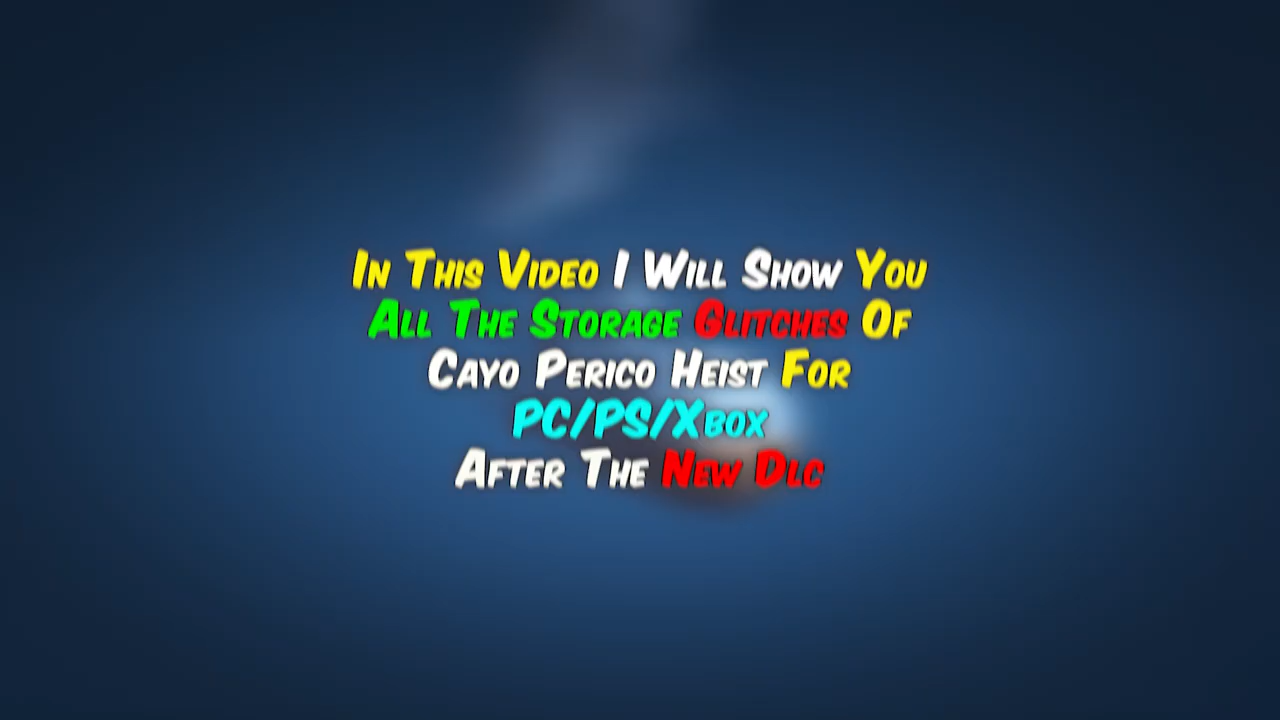 In This Video I Will Show You
All The Storage Glitches Of
Cayo Perico Heist For
PC/PS/Xbox
After The New Dlc